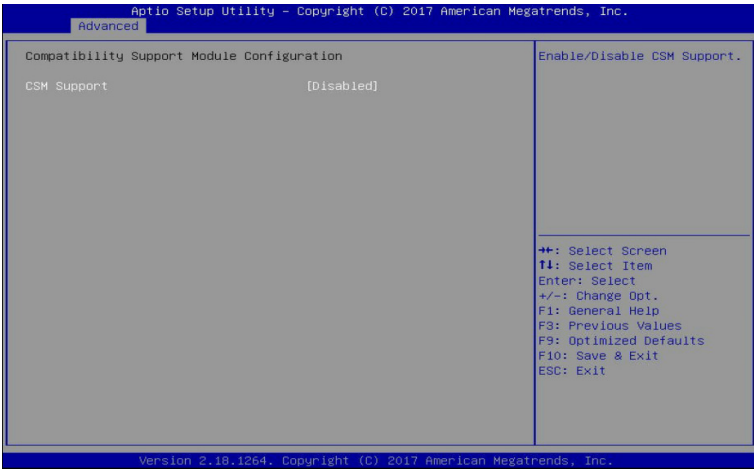 Aptio Setup Utility – Copyright (C) 2017 American Megatrends, Inc.
Advanced
Compatibility Support Module Configuration
CSM Support [Disabled]
Enable/Disable CSM Support.
→←: Select Screen
↑↓: Select Item
Enter: Select
+/-: Change Opt.
F1: General Help
F3: Previous Values
F9: Optimized Defaults
F10: Save & Exit
ESC: Exit
Version 2.18.1264. Copyright (C) 2017 American Megatrends, Inc.